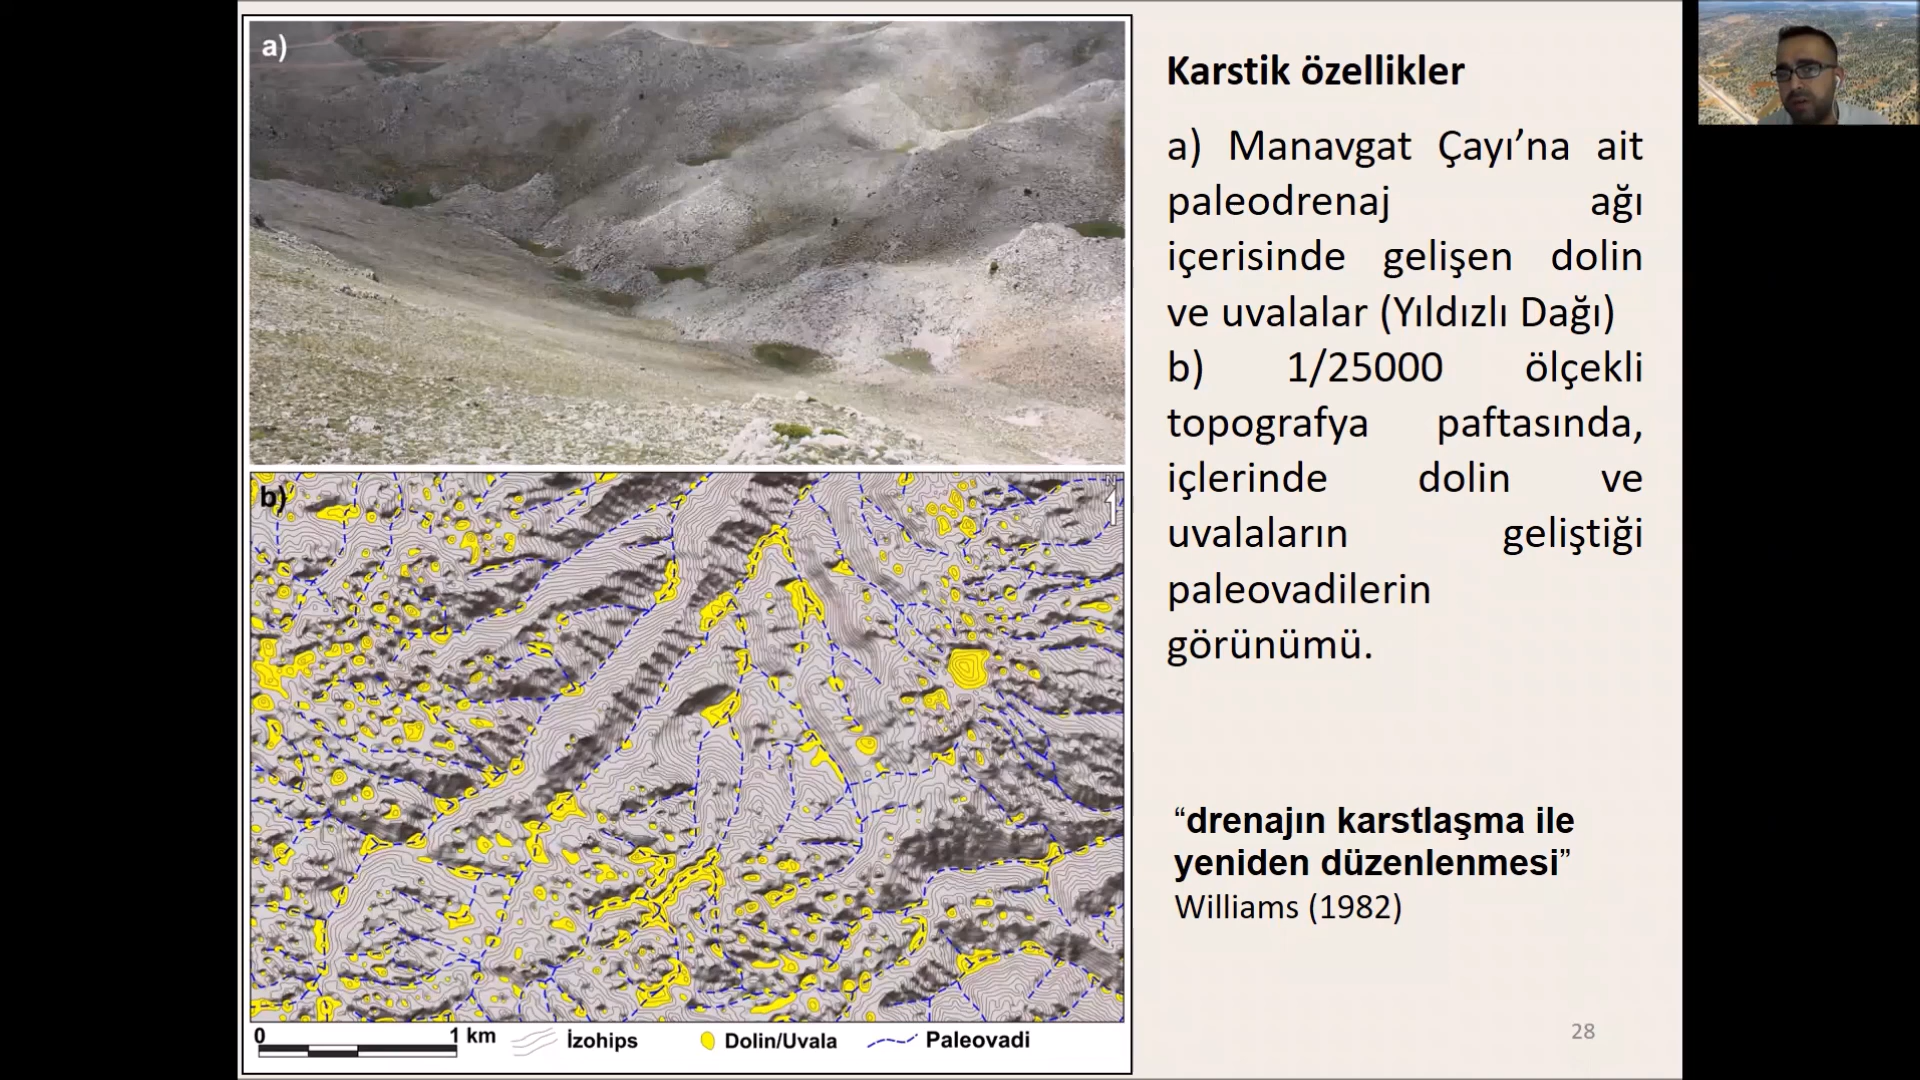 a)
b)
N
0 1 km İzohips Dolin/Uvala Paleovadi
Karstik özellikler
a) Manavgat Çayı’na ait
paleodrenaj ağı
içerisinde gelişen dolin
ve uvalalar (Yıldızlı Dağı)
b) 1/25000 ölçekli
topografya paftasında,
içlerinde dolin ve
uvalaların geliştiği
paleovadilerin
görünümü.
“drenajın karstlaşma ile
yeniden düzenlenmesi”
Williams (1982)
28